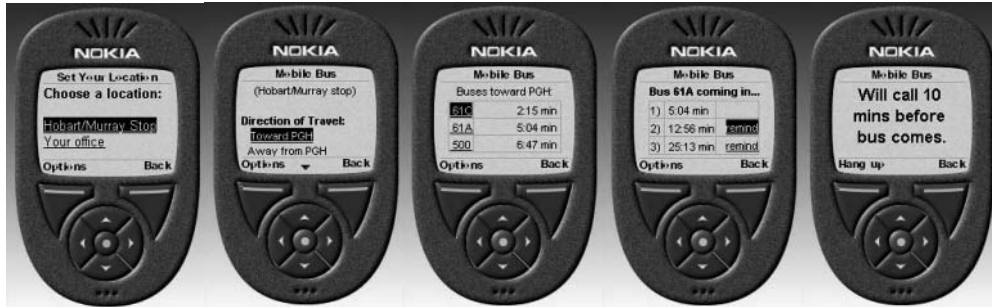 NOKIA
Set Your Location
Choose a location:
Hobart/Murray Stop
Your office
Options Back
NOKIA
Mobile Bus
(Hobart/Murray stop)
Direction of Travel:
Toward PGH
Away from PGH
Options Back
NOKIA
Mobile Bus
Buses toward PGH:
61C 2:15 min
61A 5:04 min
500 6:47 min
Options Back
NOKIA
Mobile Bus
Bus 61A coming in...
1) 5:04 min
2) 12:56 min remind
3) 25:13 min remind
Options Back
NOKIA
Mobile Bus
Will call 10
mins before
bus comes.
Hang up Back